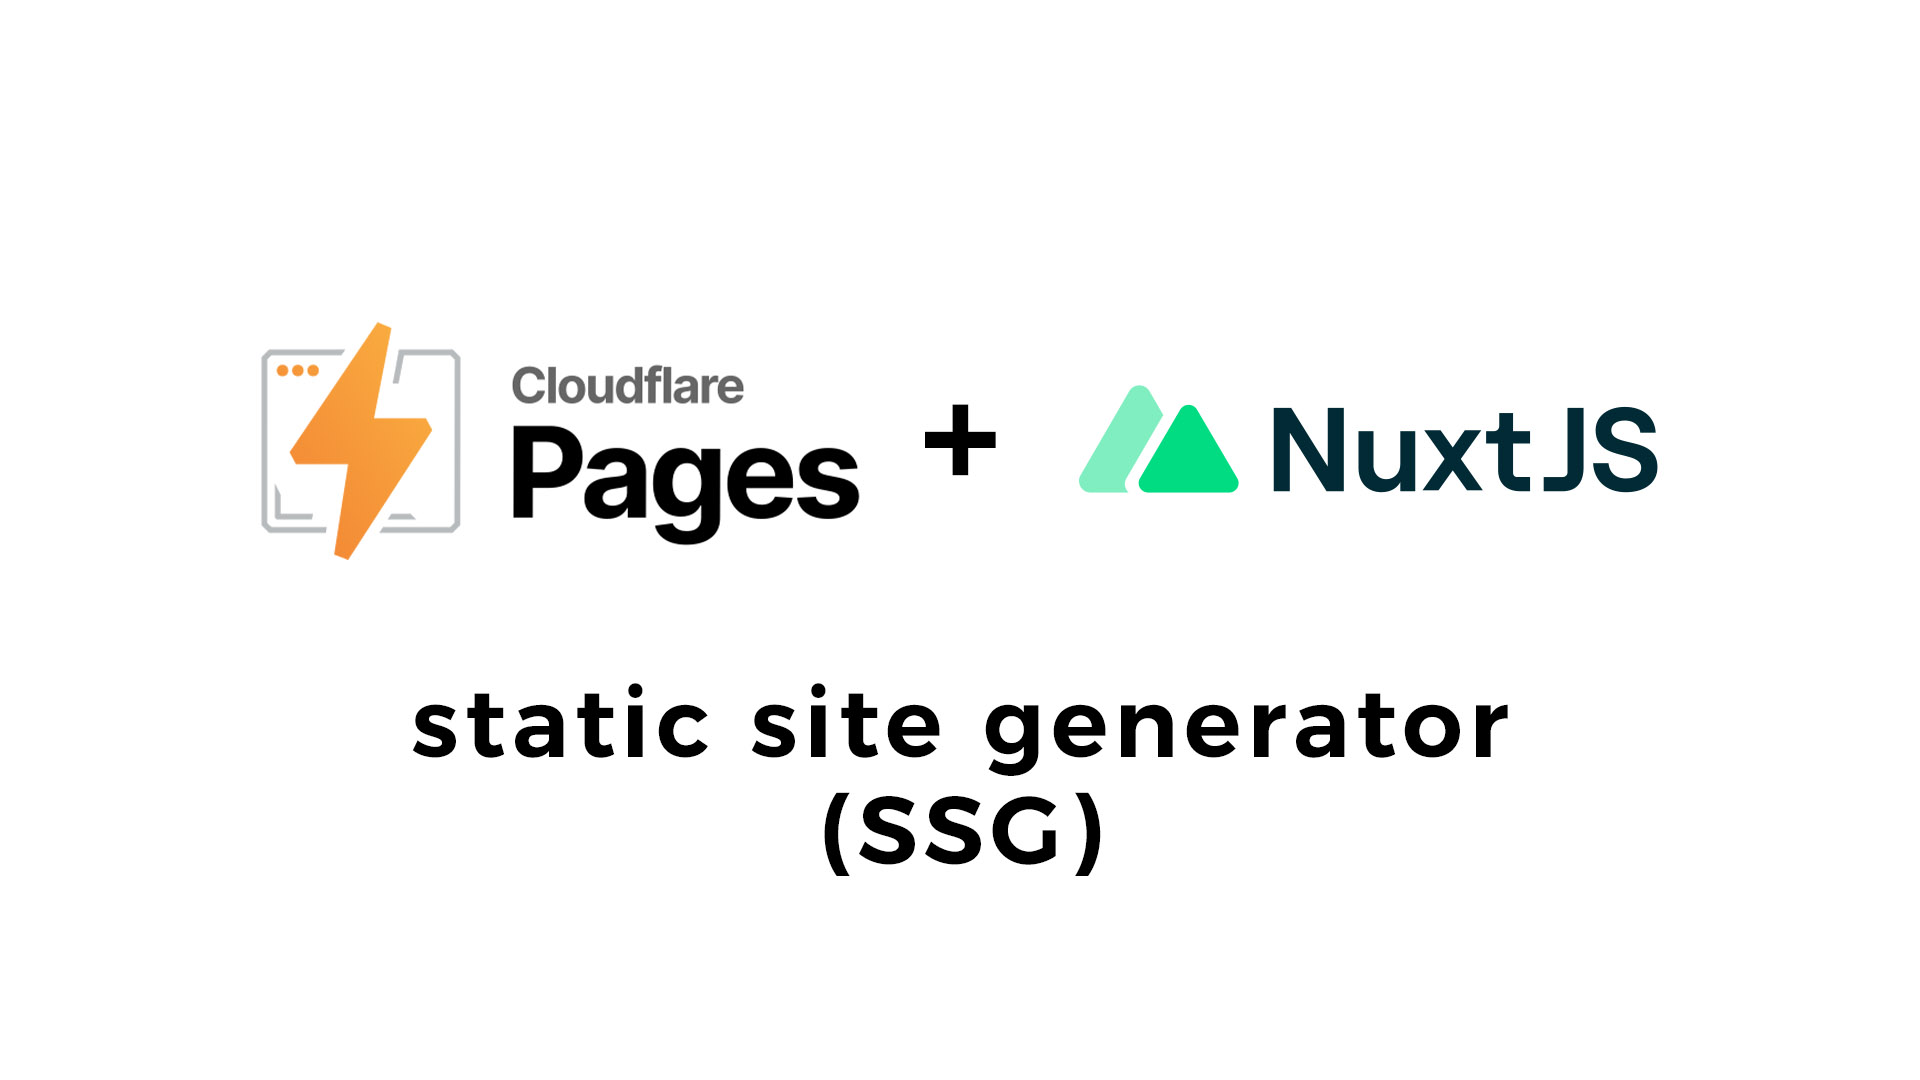 Cloudflare
Pages + NuxtJS
static site generator
(SSG)